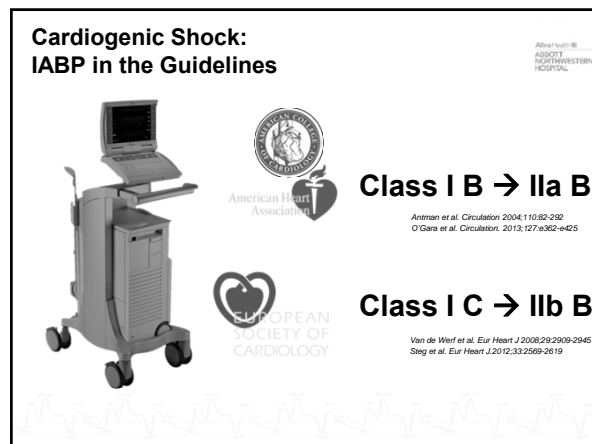 Cardiogenic Shock:
IABP in the Guidelines
Allina Health
ABBOTT
NORTHWESTERN
HOSPITAL
AMERICAN COLLEGE
OF CARDIOLOGY
American Heart
Association
Class I B → IIa B
Antman et al. Circulation 2004;110:82-292
O'Gara et al. Circulation. 2013;127:e362-e425
EUROPEAN
SOCIETY OF
CARDIOLOGY
Class I C → IIb B
Van de Werf et al. Eur Heart J 2008;29:2909-2945
Steg et al. Eur Heart J.2012;33:2569-2619